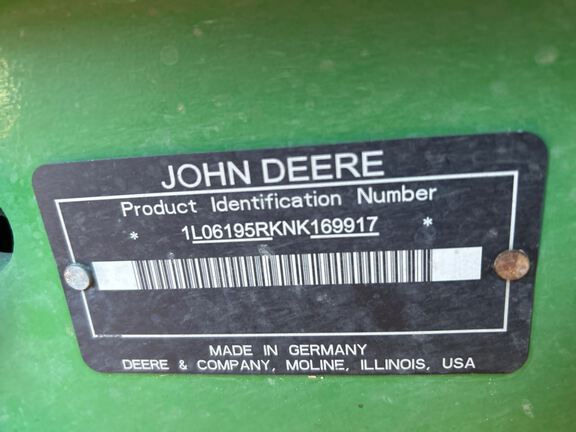 JOHN DEERE
Product Identification Number
* 1L06195RKNK169917 *
MADE IN GERMANY
DEERE & COMPANY, MOLINE, ILLINOIS, USA